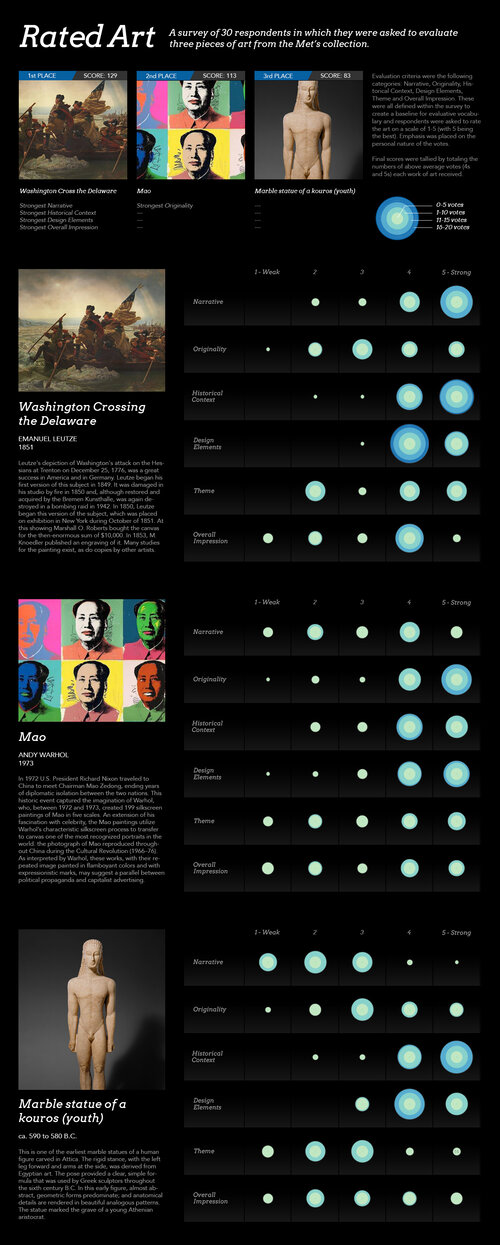 Rated Art
A survey of 30 respondents in which they were asked to evaluate
three pieces of art from the Met's collection.
1st PLACE SCORE: 129
2nd PLACE SCORE: 113
3rd PLACE SCORE: 83
Washington Cross the Delaware
Strongest Narrative
Strongest Historical Context
Strongest Design Elements
Strongest Overall Impression
Mao
Strongest Originality
—
—
—
Marble statue of a kouros (youth)
—
—
—
—
Evaluation criteria were the following
categories: Narrative, Originality, His-
torical Context, Design Elements,
Theme and Overall Impression. These
were all defined within the survey to
create a baseline for evaluative vocabu-
lary and respondents were asked to rate
the art on a scale of 1-5 (with 5 being
the best). Emphasis was placed on the
personal nature of the votes.
Final scores were tallied by totaling the
numbers of above average votes (4s
and 5s) each work of art received
0-5 votes
1-10 votes
11-15 votes
16-20 votes
Washington Crossing
the Delaware
EMANUEL LEUTZE
1851
Leutze's depiction of Washington's attack on the Hes-
sians at Trenton on December 25, 1776, was a great
success in America and in Germany. Leutze began his
first version of this subject in 1849. It was damaged in
his studio by fire in 1850 and, although restored and
acquired by the Bremen Kunsthalle, was again de-
stroyed in a bombing raid in 1942. In 1850, Leutze
began this version of the subject, which was placed
on exhibition in New York during October of 1851. At
this showing Marshall O. Roberts bought the canvas
for the then-enormous sum of $10,000. In 1853, M.
Knoedler published an engraving of it. Many studies
for the painting exist, as do copies by other artists.
1 - Weak 2 3 4 5 - Strong
Narrative
Originality
Historical
Context
Design
Elements
Theme
Overall
Impression
Mao
ANDY WARHOL
1973
In 1972 U.S. President Richard Nixon traveled to
China to meet Chairman Mao Zedong, ending years
of diplomatic isolation between the two nations. This
historic event captured the imagination of Warhol,
who, between 1972 and 1973, created 199 silkscreen
paintings of Mao in five scales. An extension of his
fascination with celebrity, the Mao paintings utilize
Warhol's characteristic silkscreen process to transfer
to canvas one of the most recognized portraits in the
world: the photograph of Mao reproduced through-
out China during the Cultural Revolution (1966–76).
As interpreted by Warhol, these works, with their re-
peated image painted in flamboyant colors and with
expressionistic marks, may suggest a parallel between
political propaganda and capitalist advertising.
1 - Weak 2 3 4 5 - Strong
Narrative
Originality
Historical
Context
Design
Elements
Theme
Overall
Impression
Marble statue of a
kouros (youth)
ca. 590 to 580 B.C.
This is one of the earliest marble statues of a human
figure carved in Attica. The rigid stance, with the left
leg forward and arms at the side, was derived from
Egyptian art. The pose provided a clear, simple for-
mula that was used by Greek sculptors throughout
the sixth century B.C. In this early figure, almost ab-
stract, geometric forms predominate; and anatomical
details are rendered in beautiful analogous patterns.
The statue marked the grave of a young Athenian
aristocrat.
1 - Weak 2 3 4 5 - Strong
Narrative
Originality
Historical
Context
Design
Elements
Theme
Overall
Impression